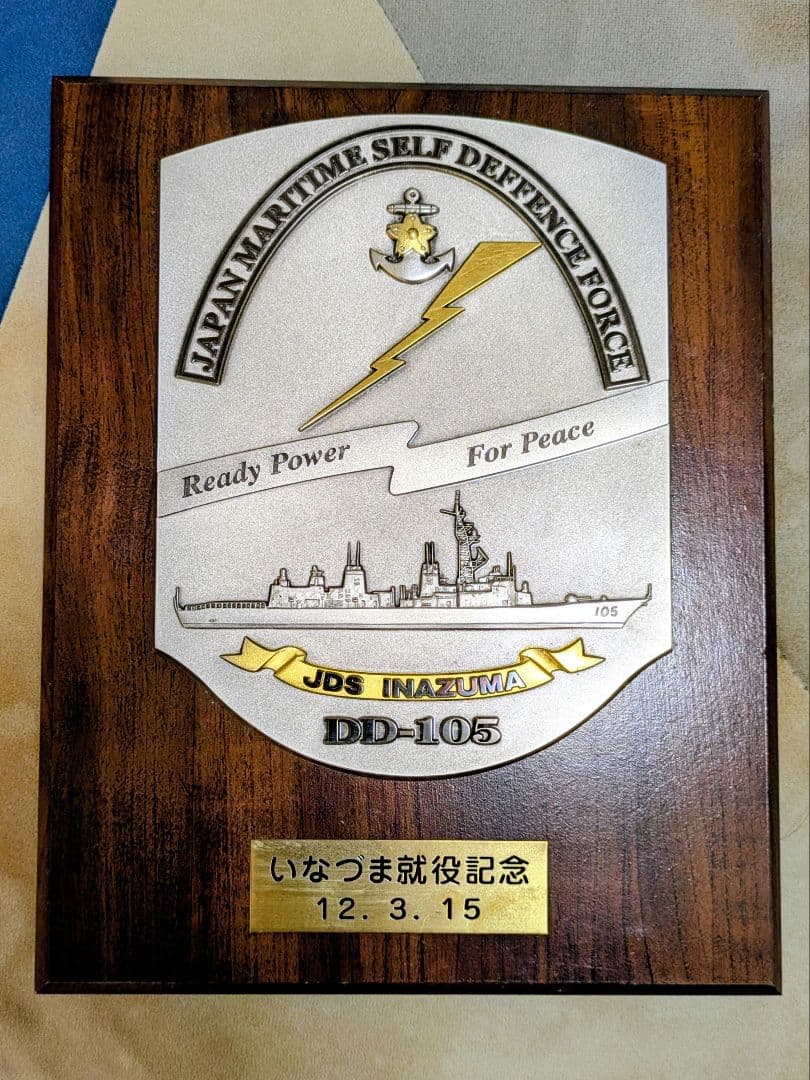 JAPAN MARITIME SELF DEFFENCE FORCE
Ready Power For Peace
105
JDS INAZUMA
DD-105
いなづま就役記念
12. 3. 15